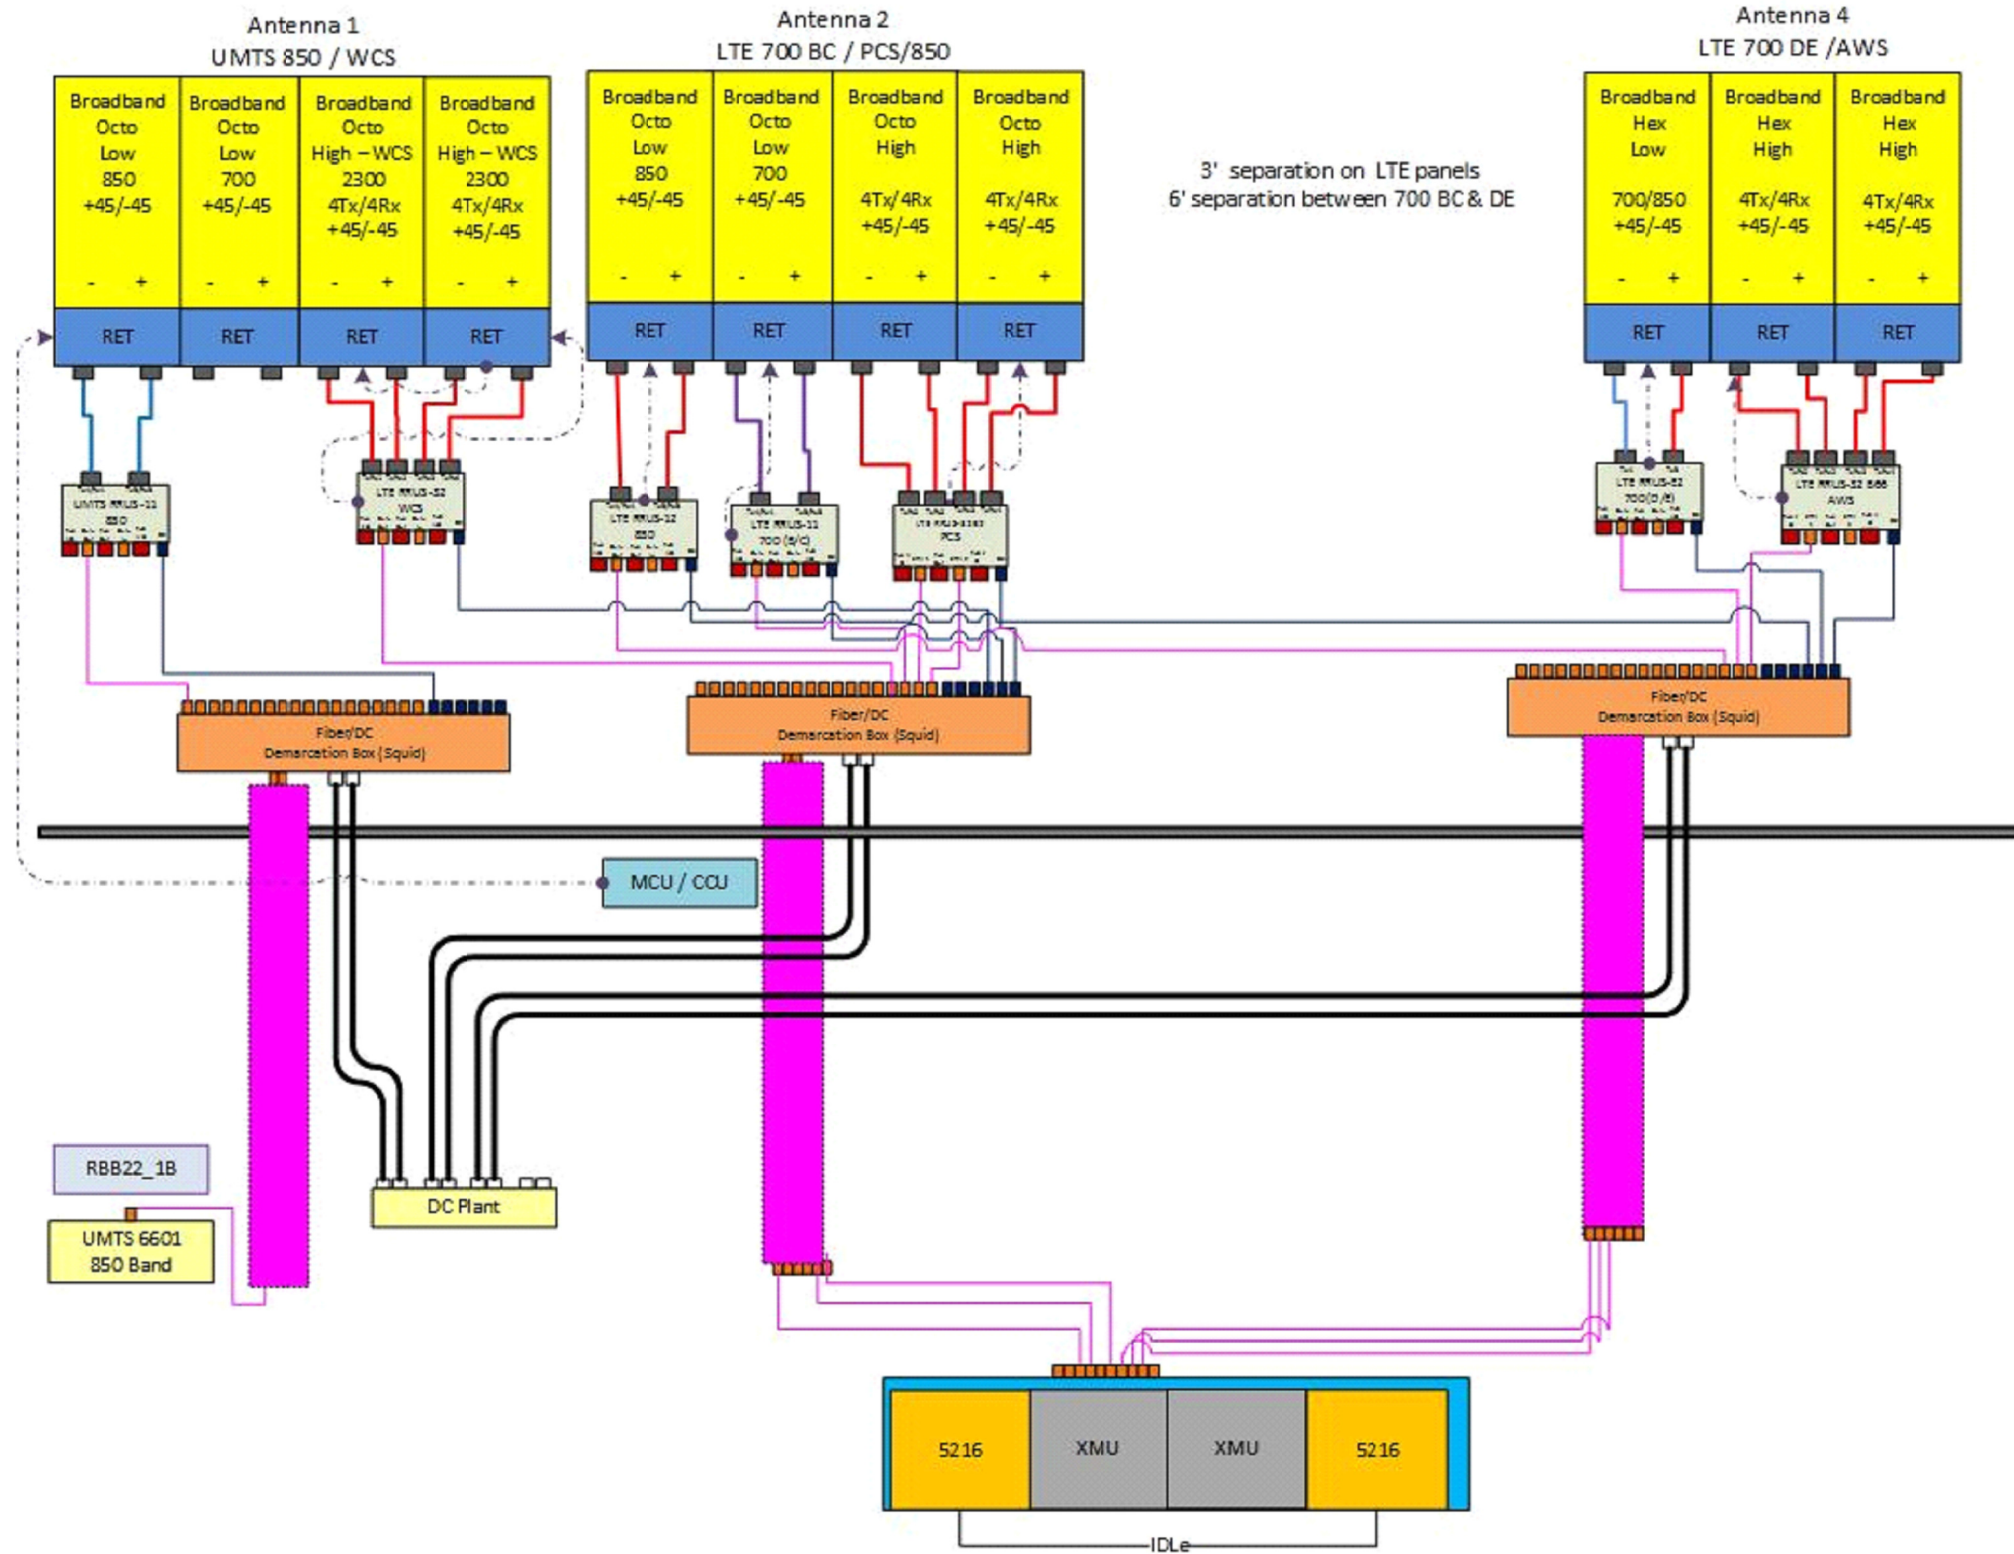 Antenna 1
UMTS 850 / WCS
Antenna 2
LTE 700 BC / PCS/850
Antenna 4
LTE 700 DE /AWS
Broadband
Octo
Low
850
+45/-45
- +
RET
Broadband
Octo
Low
700
+45/-45
- +
RET
Broadband
Octo
High – WCS
2300
4Tx/4Rx
+45/-45
- +
RET
Broadband
Octo
High – WCS
2300
4Tx/4Rx
+45/-45
- +
RET
Broadband
Octo
Low
850
+45/-45
- +
RET
Broadband
Octo
Low
700
+45/-45
- +
RET
Broadband
Octo
High
4Tx/4Rx
+45/-45
- +
RET
Broadband
Octo
High
4Tx/4Rx
+45/-45
- +
RET
3' separation on LTE panels
6' separation between 700 BC & DE
Broadband
Hex
Low
700/850
+45/-45
- +
RET
Broadband
Hex
High
4Tx/4Rx
+45/-45
- +
RET
Broadband
Hex
High
4Tx/4Rx
+45/-45
- +
RET
UMTS RRUS-11
850
LTE RRUS-32
WCS
LTE RRUS-12
850
LTE RRUS-11
700 (B/C)
PCS
700(D/E)
AWS
Fiber/DC
Demarcation Box (Squid)
Fiber/DC
Demarcation Box (Squid)
Fiber/DC
Demarcation Box (Squid)
MCU / CCU
RBB22_1B
UMTS 6601
850 Band
DC Plant
5216
XMU
XMU
5216
IDLe